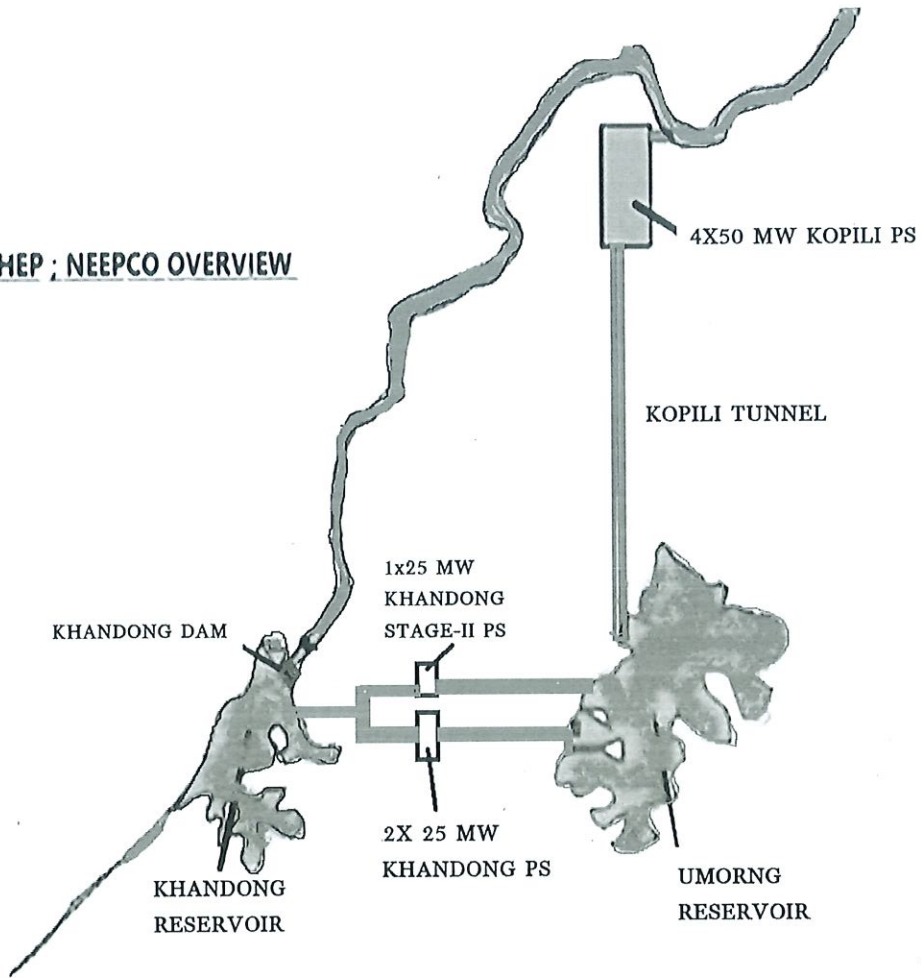 HEP ; NEEPCO OVERVIEW
4X50 MW KOPILI PS
KOPILI TUNNEL
1x25 MW
KHANDONG
STAGE-II PS
KHANDONG DAM
2X 25 MW
KHANDONG PS
KHANDONG
RESERVOIR
UMORNG
RESERVOIR